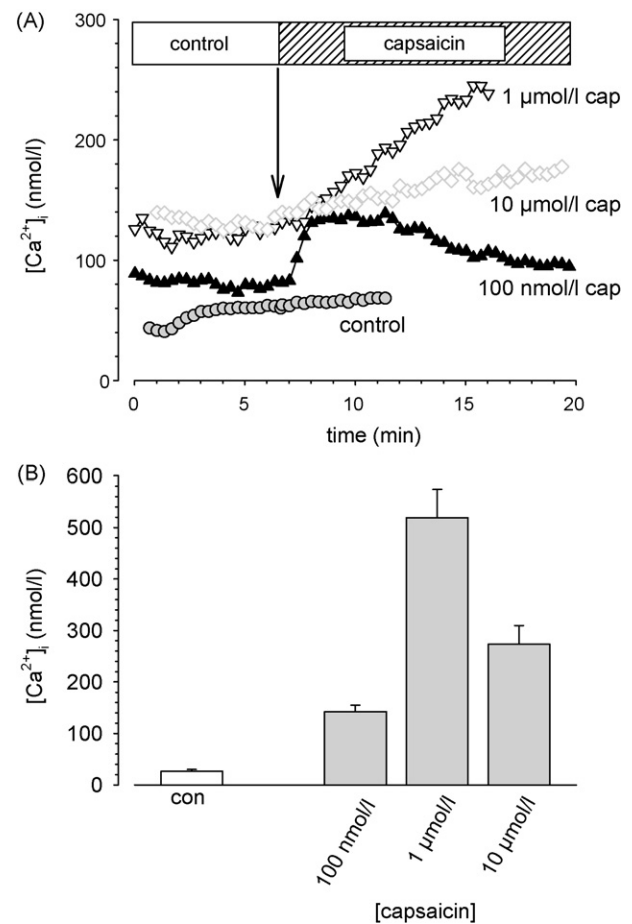 (A)
300
control
capsaicin
200
1 µmol/l cap
10 µmol/l cap
[Ca²⁺]ᵢ (nmol/l)
100
100 nmol/l cap
control
0
0 5 10 15 20
time (min)
(B)
600
500
400
300
200
100
0
[Ca²⁺]ᵢ (nmol/l)
con
100 nmol/l
1 µmol/l
10 µmol/l
[capsaicin]